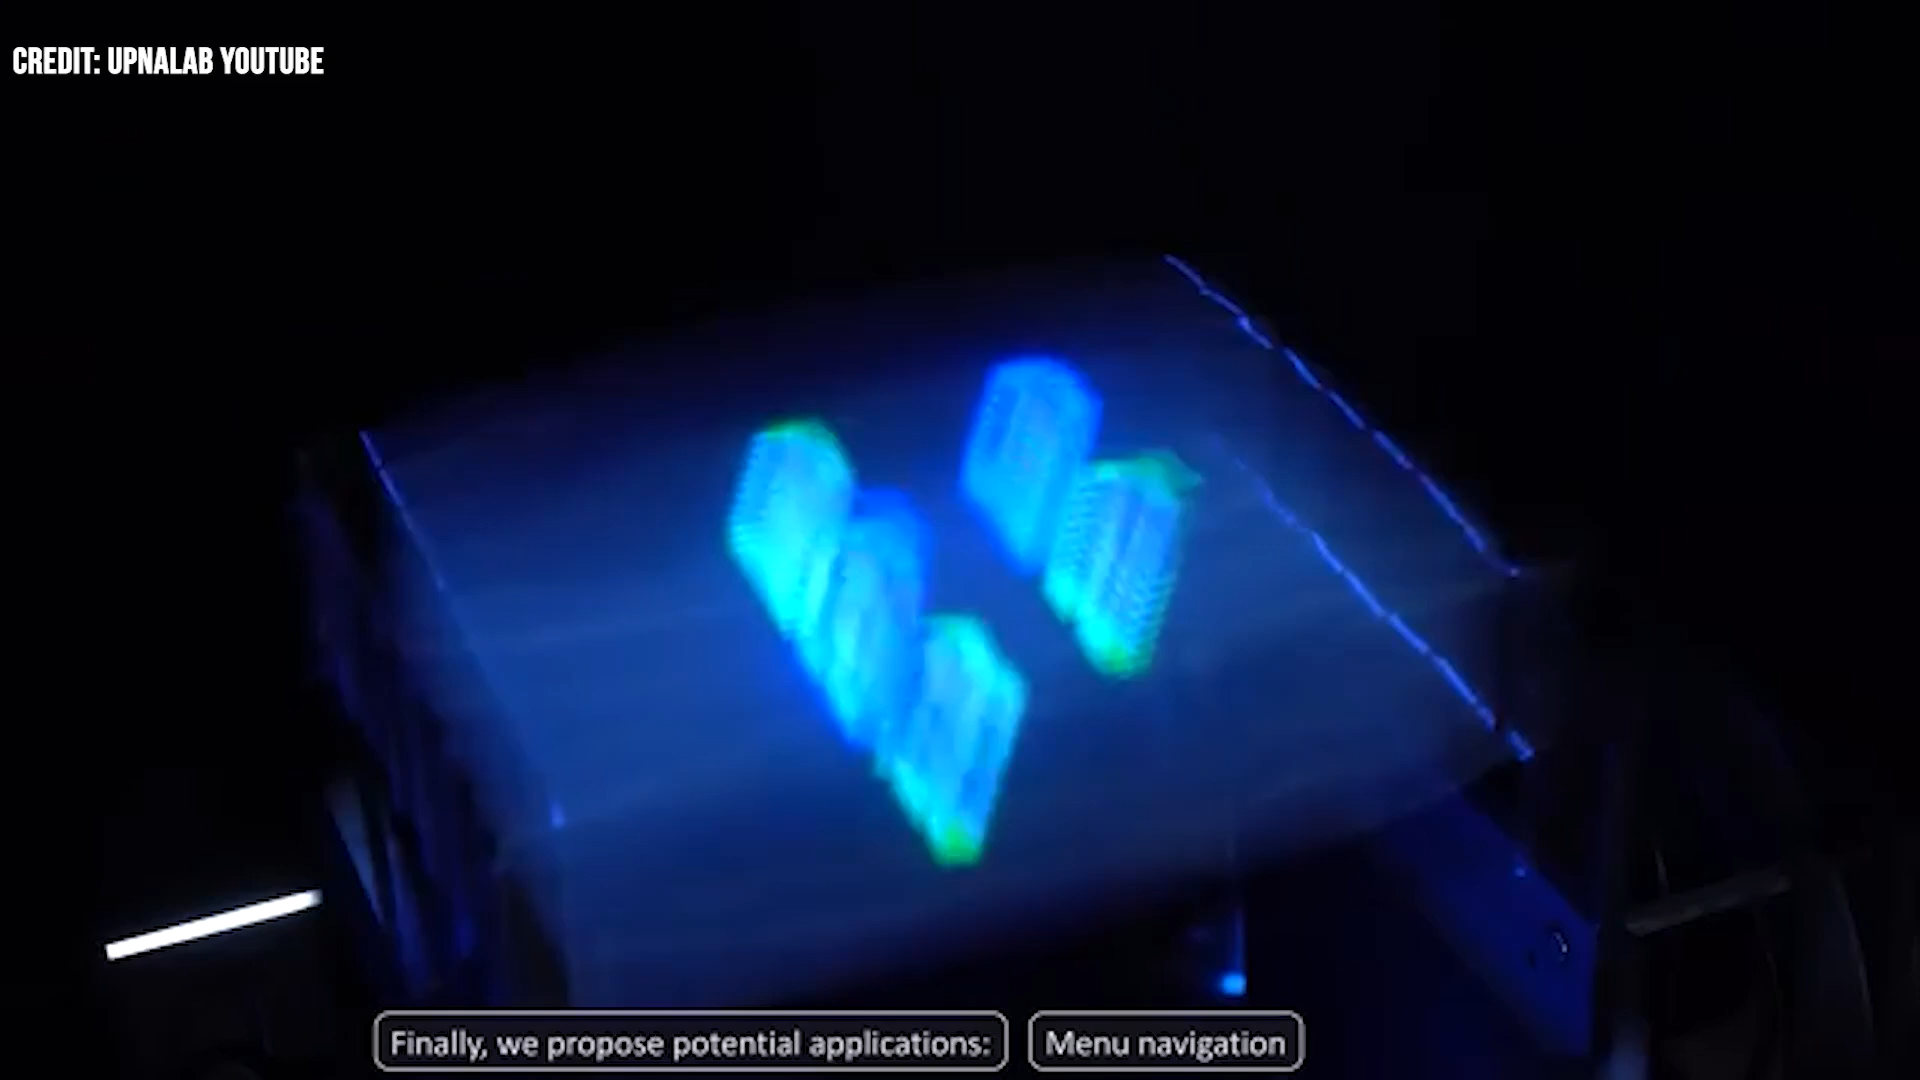 CREDIT: UPNALAB YOUTUBE
Finally, we propose potential applications:
Menu navigation